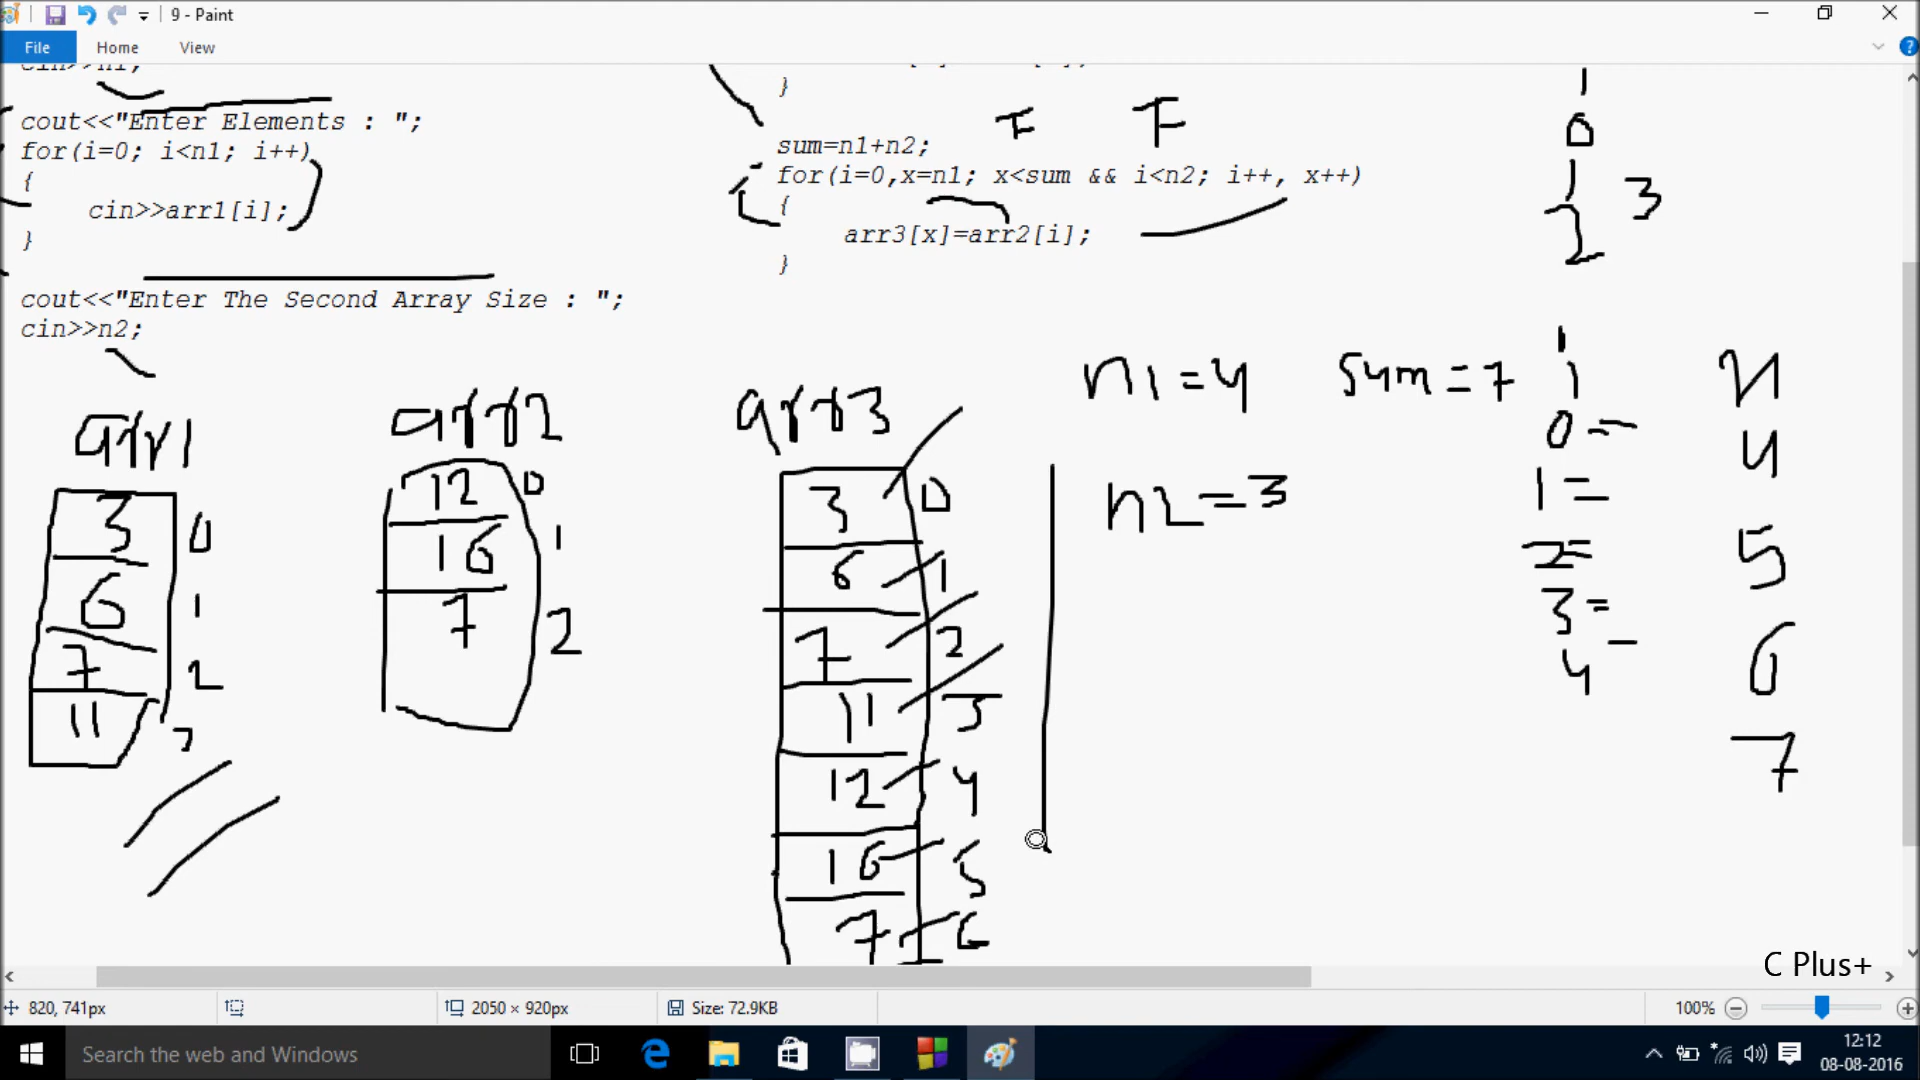 9 - Paint
File Home View
cin>>n1;
cout<<"Enter Elements : ";
for(i=0; i<n1; i++)
{
cin>>arr1[i];
}
cout<<"Enter The Second Array Size : ";
cin>>n2;
}
F F
sum=n1+n2;
for(i=0,x=n1; x<sum && i<n2; i++, x++)
{
arr3[x]=arr2[i];
}
i
0
1
2
3
arr1
3 0
6 1
7 2
11 3
arr2
12 0
16 1
7 2
arr3
3 0
6 1
7 2
11 3
12 4
16 5
7 6
n1=4 sum=7
n2=3
i x
0= 4
1= 5
2= 6
3= 7
4
C Plus+
820, 741px
2050 × 920px
Size: 72.9KB
100%
Search the web and Windows
12:12
08-08-2016